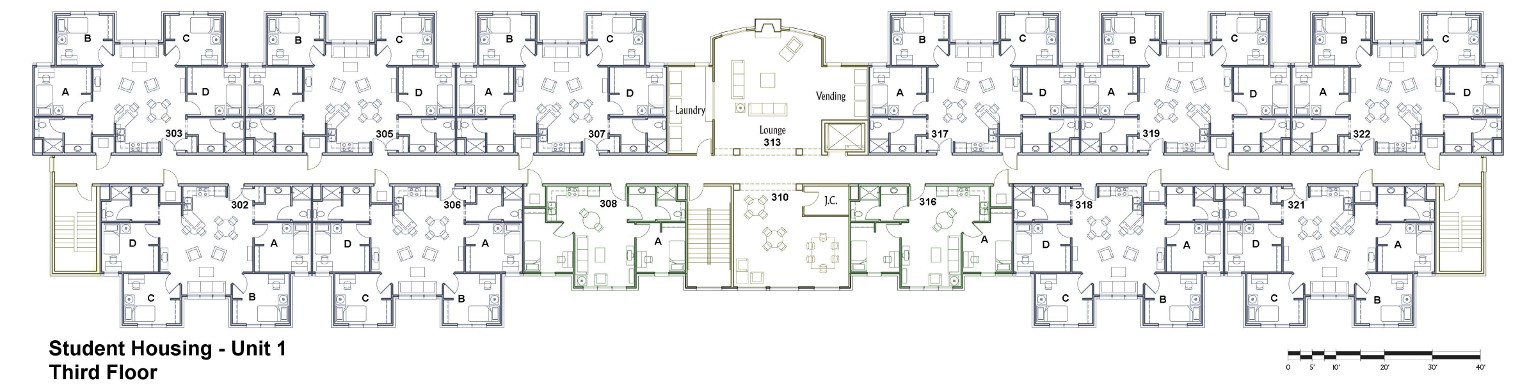 B C B C B C B C B C B C
A D A D A D Laundry Vending A D A D A D
303 305 307 Lounge 317 319 322
313
302 306 308 310 J.C. 316 318 321
D A D A A A D A D A
C B C B C B C B
Student Housing - Unit 1
Third Floor
0 5' 10' 20' 30' 40'